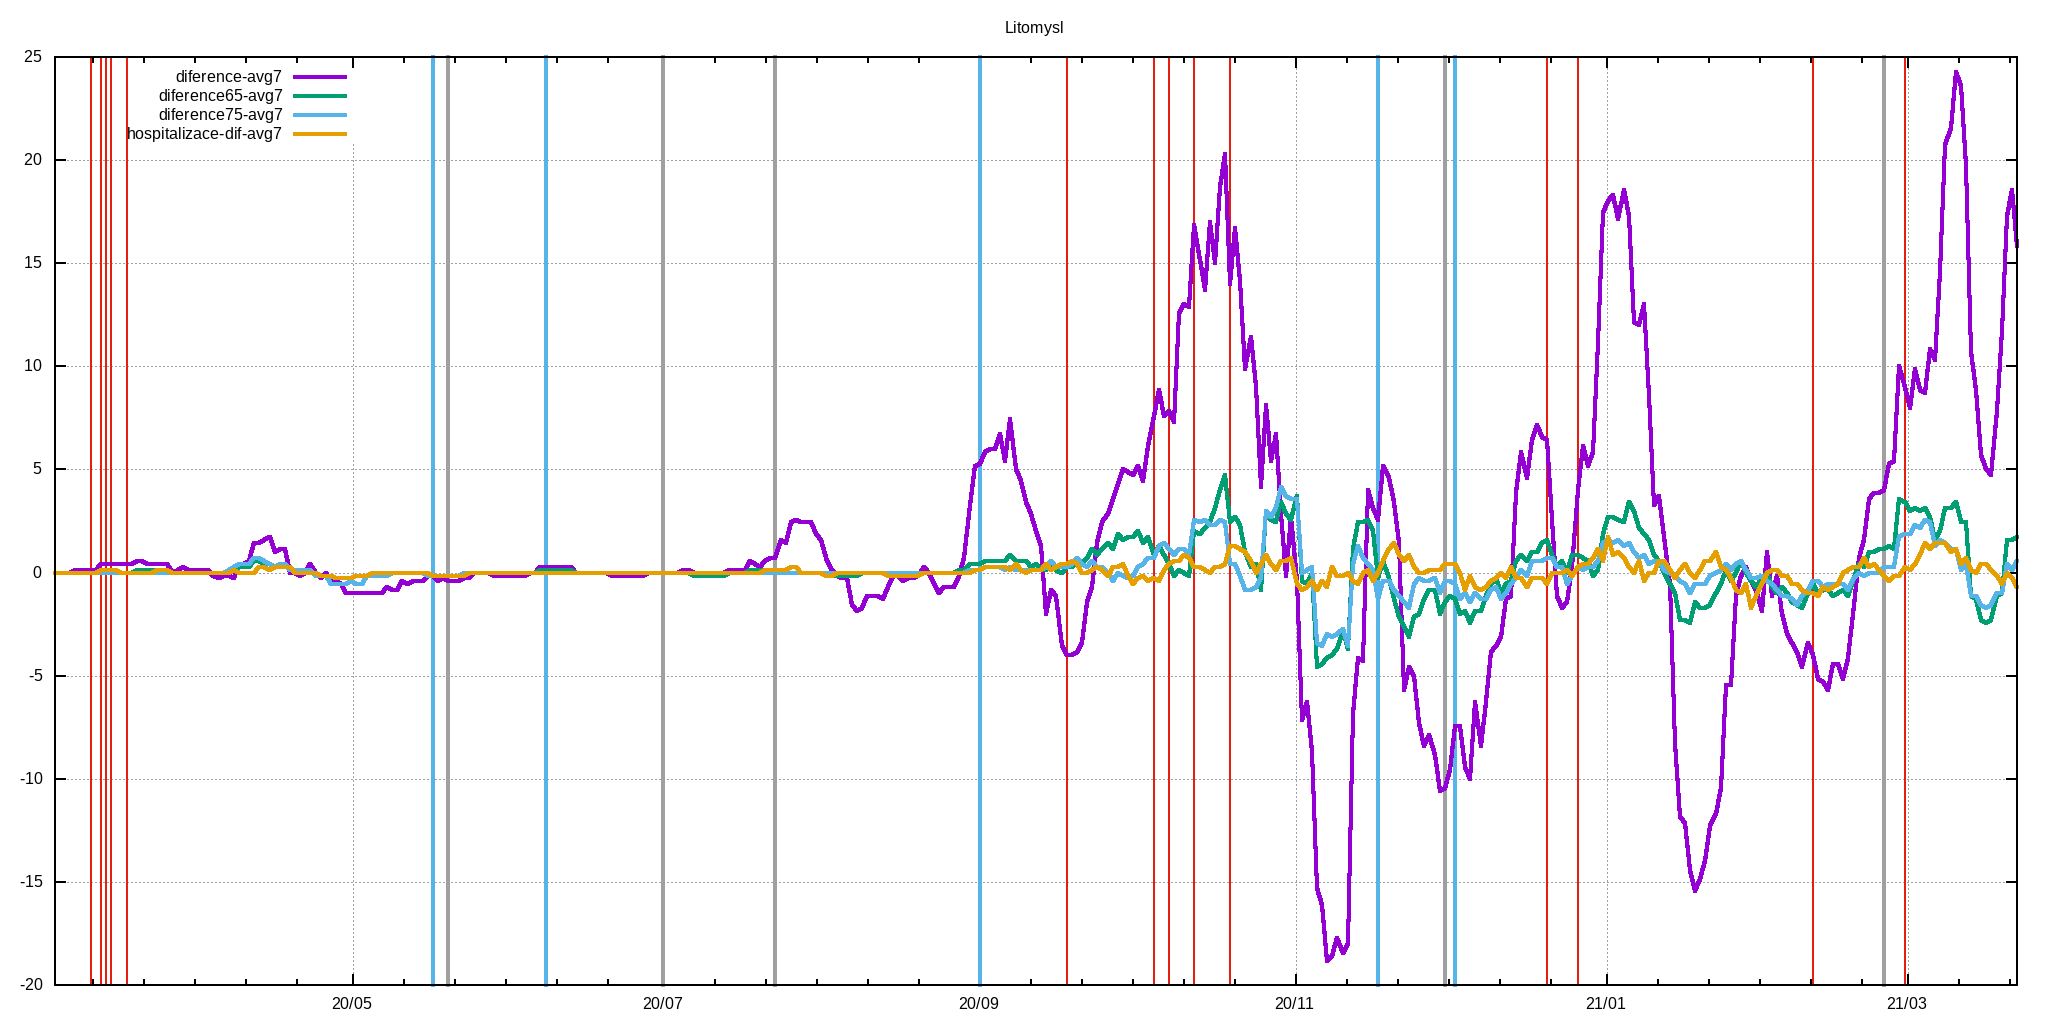 Litomysl
25
diference-avg7
diference65-avg7
diference75-avg7
hospitalizace-dif-avg7
20
15
10
5
0
-5
-10
-15
-20
20/05 20/07 20/09 20/11 21/01 21/03